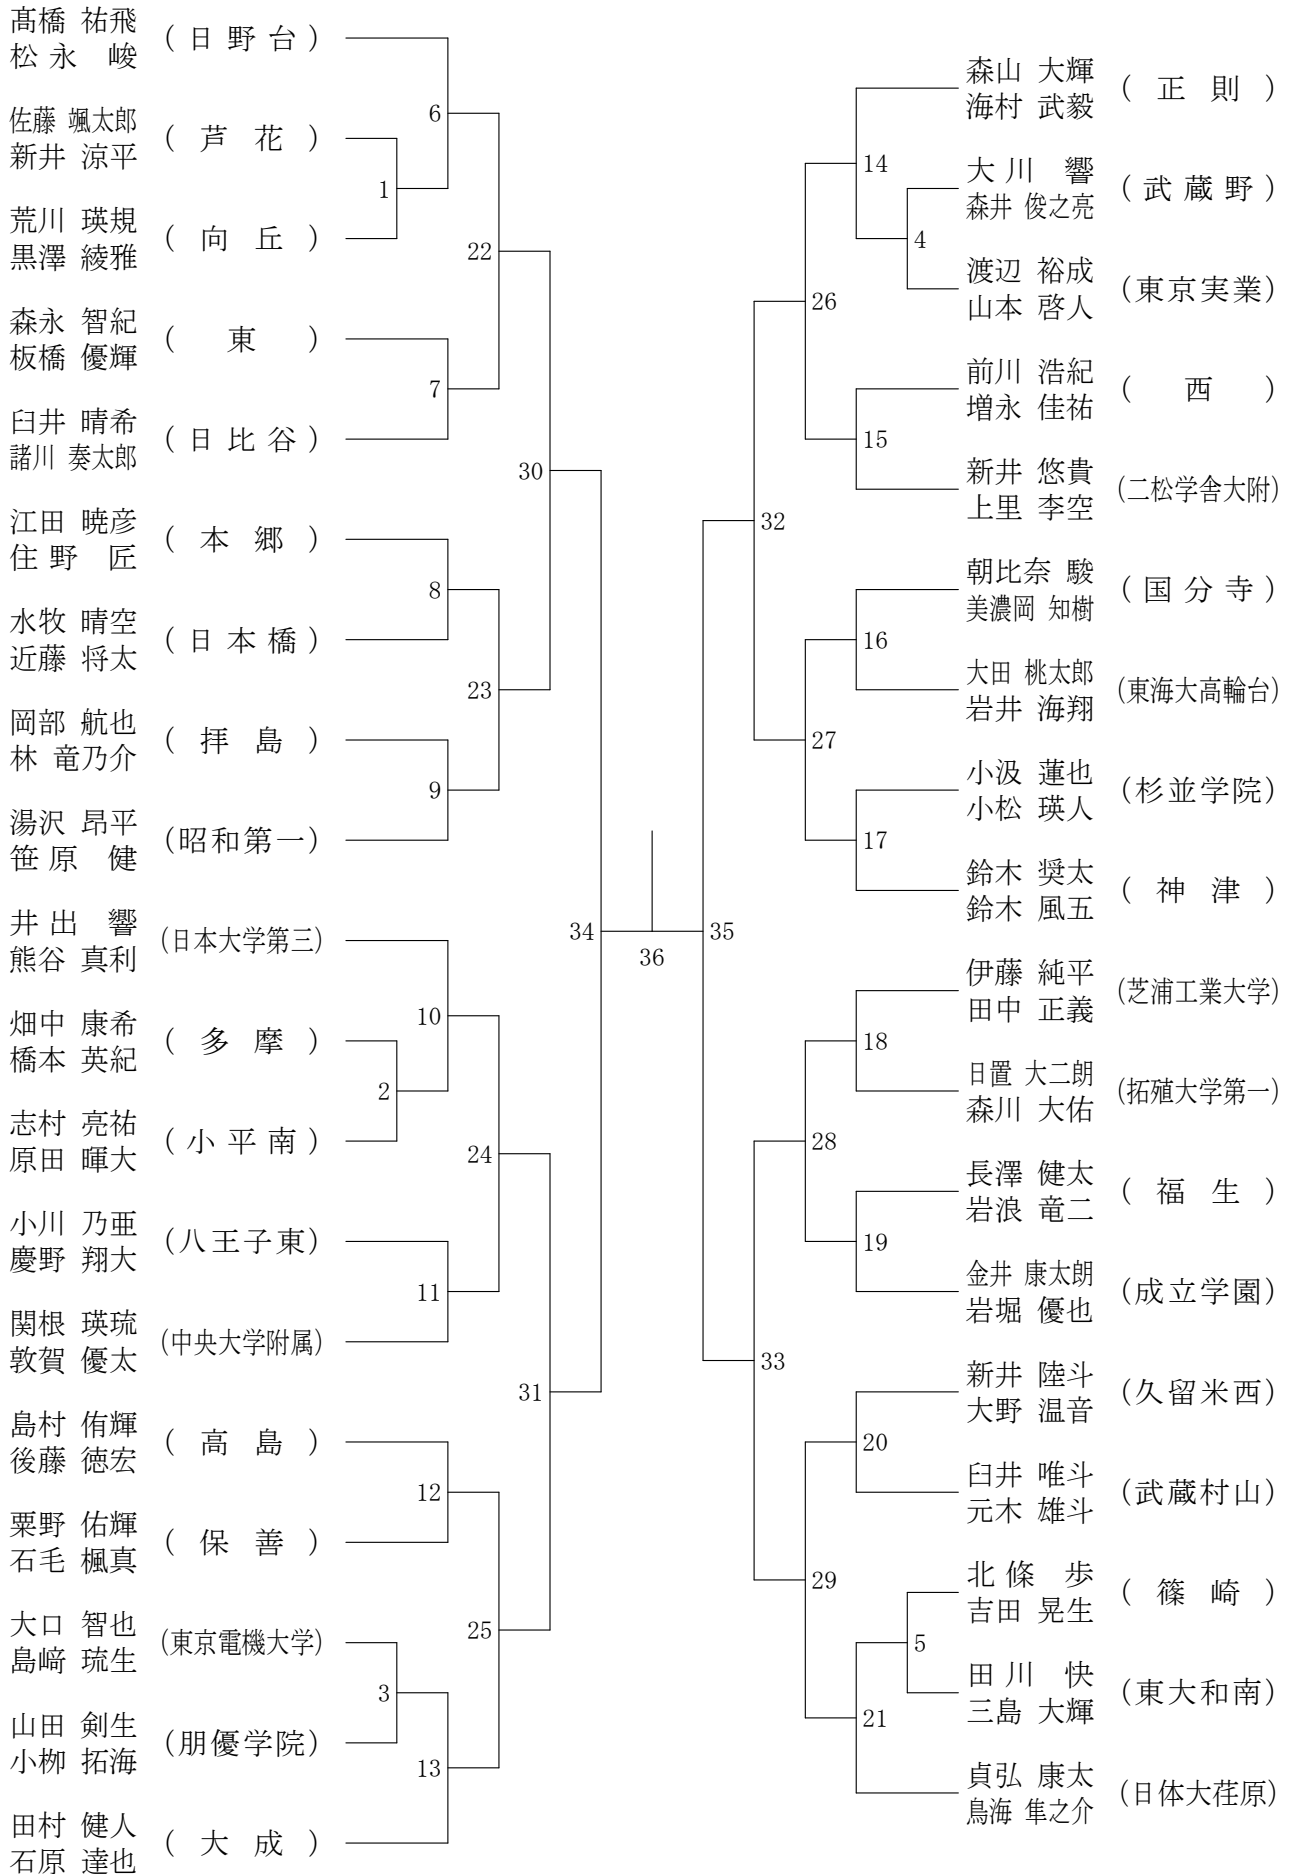 髙橋 祐飛
松永 峻
(日野台)
佐藤 颯太郎
新井 涼平
(芦花)
荒川 瑛規
黒澤 綾雅
(向丘)
森永 智紀
板橋 優輝
(東)
臼井 晴希
諸川 奏太郎
(日比谷)
江田 暁彦
住野 匠
(本郷)
水牧 晴空
近藤 将太
(日本橋)
岡部 航也
林 竜乃介
(拝島)
湯沢 昂平
笹原 健
(昭和第一)
井出 響
熊谷 真利
(日本大学第三)
畑中 康希
橋本 英紀
(多摩)
志村 亮祐
原田 暉大
(小平南)
小川 乃亜
慶野 翔大
(八王子東)
関根 瑛琉
敦賀 優太
(中央大学附属)
島村 侑輝
後藤 徳宏
(高島)
粟野 佑輝
石毛 楓真
(保善)
大口 智也
島﨑 琉生
(東京電機大学)
山田 剣生
小栁 拓海
(朋優学院)
田村 健人
石原 達也
(大成)
1
2
3
6
7
8
9
10
11
12
13
22
23
24
25
30
31
34
36
35
32
33
26
27
28
29
14
15
16
17
18
19
20
21
4
5
森山 大輝
海村 武毅
(正則)
大川 響
森井 俊之亮
(武蔵野)
渡辺 裕成
山本 啓人
(東京実業)
前川 浩紀
増永 佳祐
(西)
新井 悠貴
上里 李空
(二松学舎大附)
朝比奈 駿
美濃岡 知樹
(国分寺)
大田 桃太郎
岩井 海翔
(東海大高輪台)
小汲 蓮也
小松 瑛人
(杉並学院)
鈴木 奨太
鈴木 風五
(神津)
伊藤 純平
田中 正義
(芝浦工業大学)
日置 大二朗
森川 大佑
(拓殖大学第一)
長澤 健太
岩浪 竜二
(福生)
金井 康太朗
岩堀 優也
(成立学園)
新井 陸斗
大野 温音
(久留米西)
臼井 唯斗
元木 雄斗
(武蔵村山)
北條 歩
吉田 晃生
(篠崎)
田川 快
三島 大輝
(東大和南)
貞弘 康太
鳥海 隼之介
(日体大荏原)